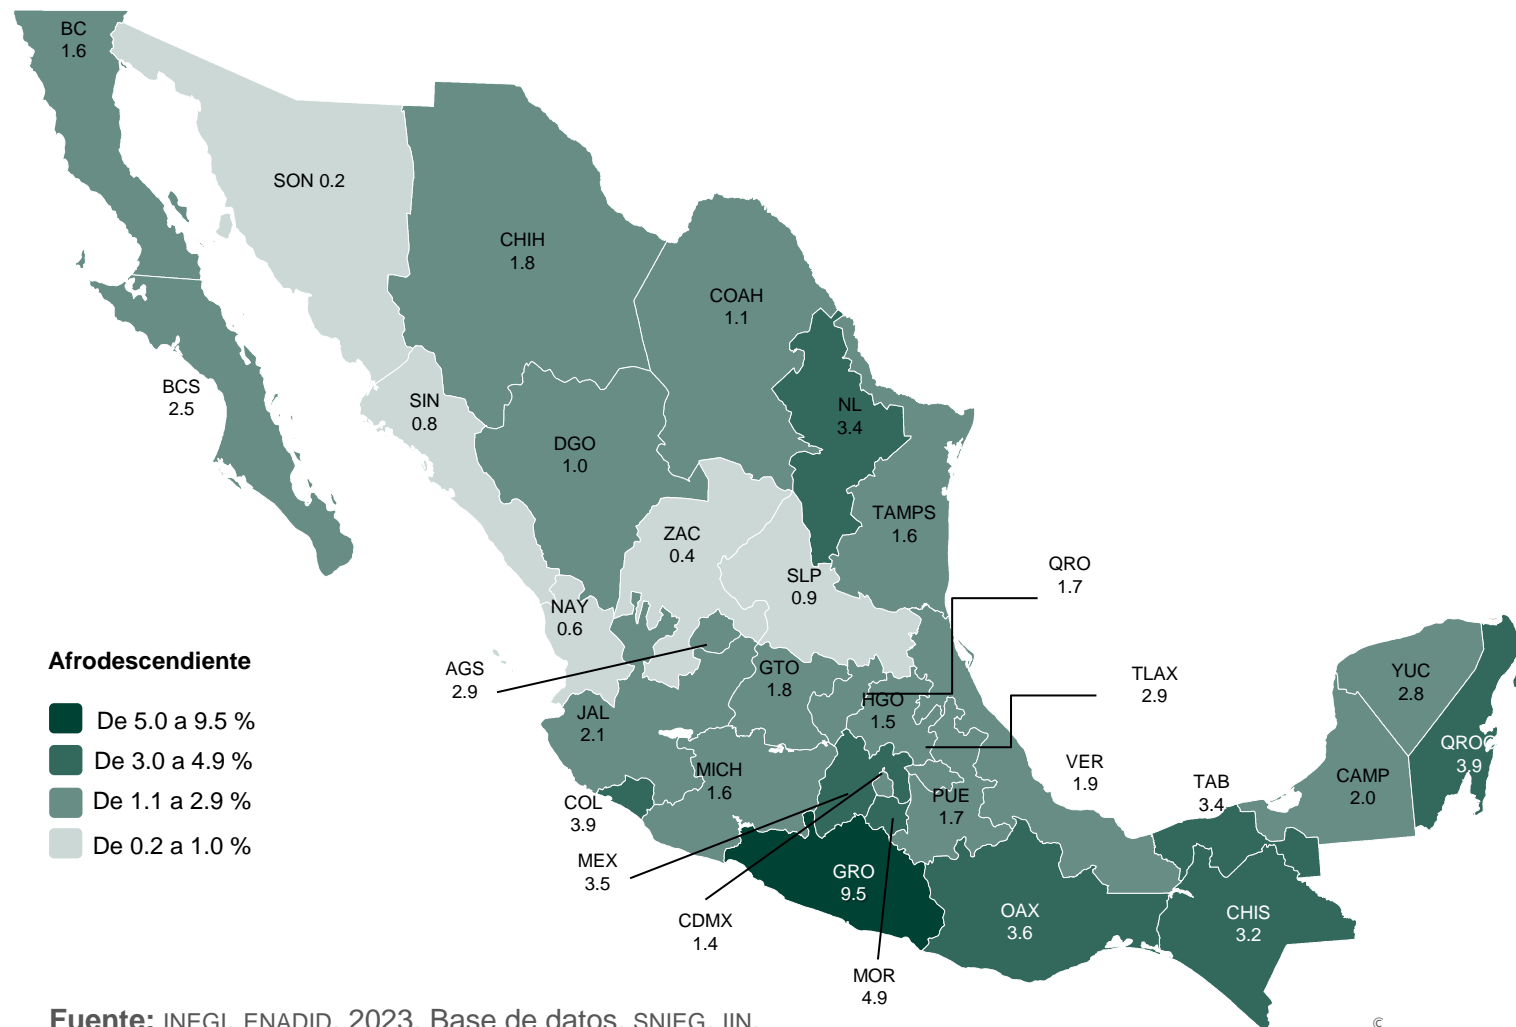 BC
1.6
SON 0.2
CHIH
1.8
COAH
1.1
BCS
2.5
SIN
0.8
NL
3.4
DGO
1.0
TAMPS
1.6
ZAC
0.4
SLP
0.9
QRO
1.7
NAY
0.6
AGS
2.9
GTO
1.8
HGO
1.5
TLAX
2.9
YUC
2.8
JAL
2.1
QROO
3.9
MICH
1.6
VER
1.9
CAMP
2.0
TAB
3.4
COL
3.9
PUE
1.7
MEX
3.5
GRO
9.5
CDMX
1.4
OAX
3.6
CHIS
3.2
MOR
4.9
Afrodescendiente
De 5.0 a 9.5 %
De 3.0 a 4.9 %
De 1.1 a 2.9 %
De 0.2 a 1.0 %
Fuente: INEGI. ENADID, 2023. Base de datos. SNIEG. IIN.
©